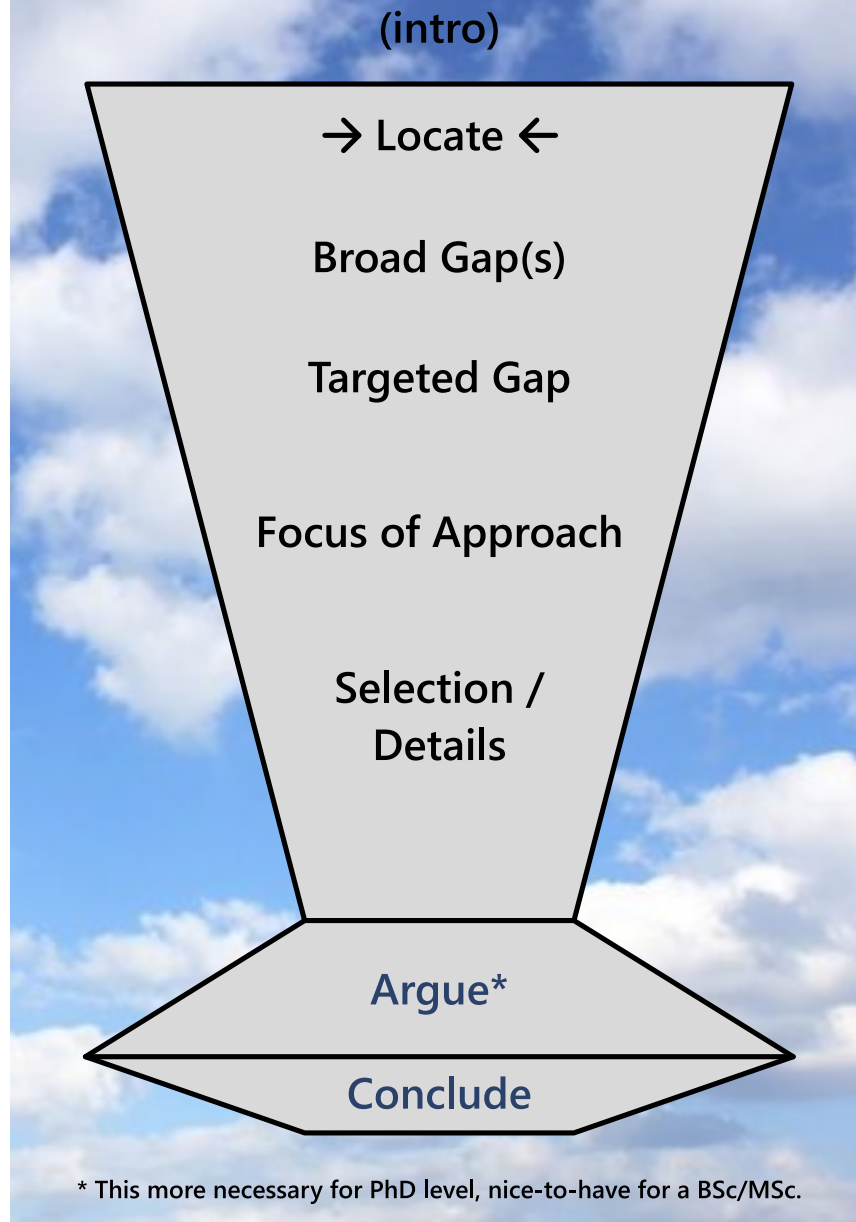 (intro)
→ Locate ←
Broad Gap(s)
Targeted Gap
Focus of Approach
Selection /
Details
Argue*
Conclude
* This more necessary for PhD level, nice-to-have for a BSc/MSc.